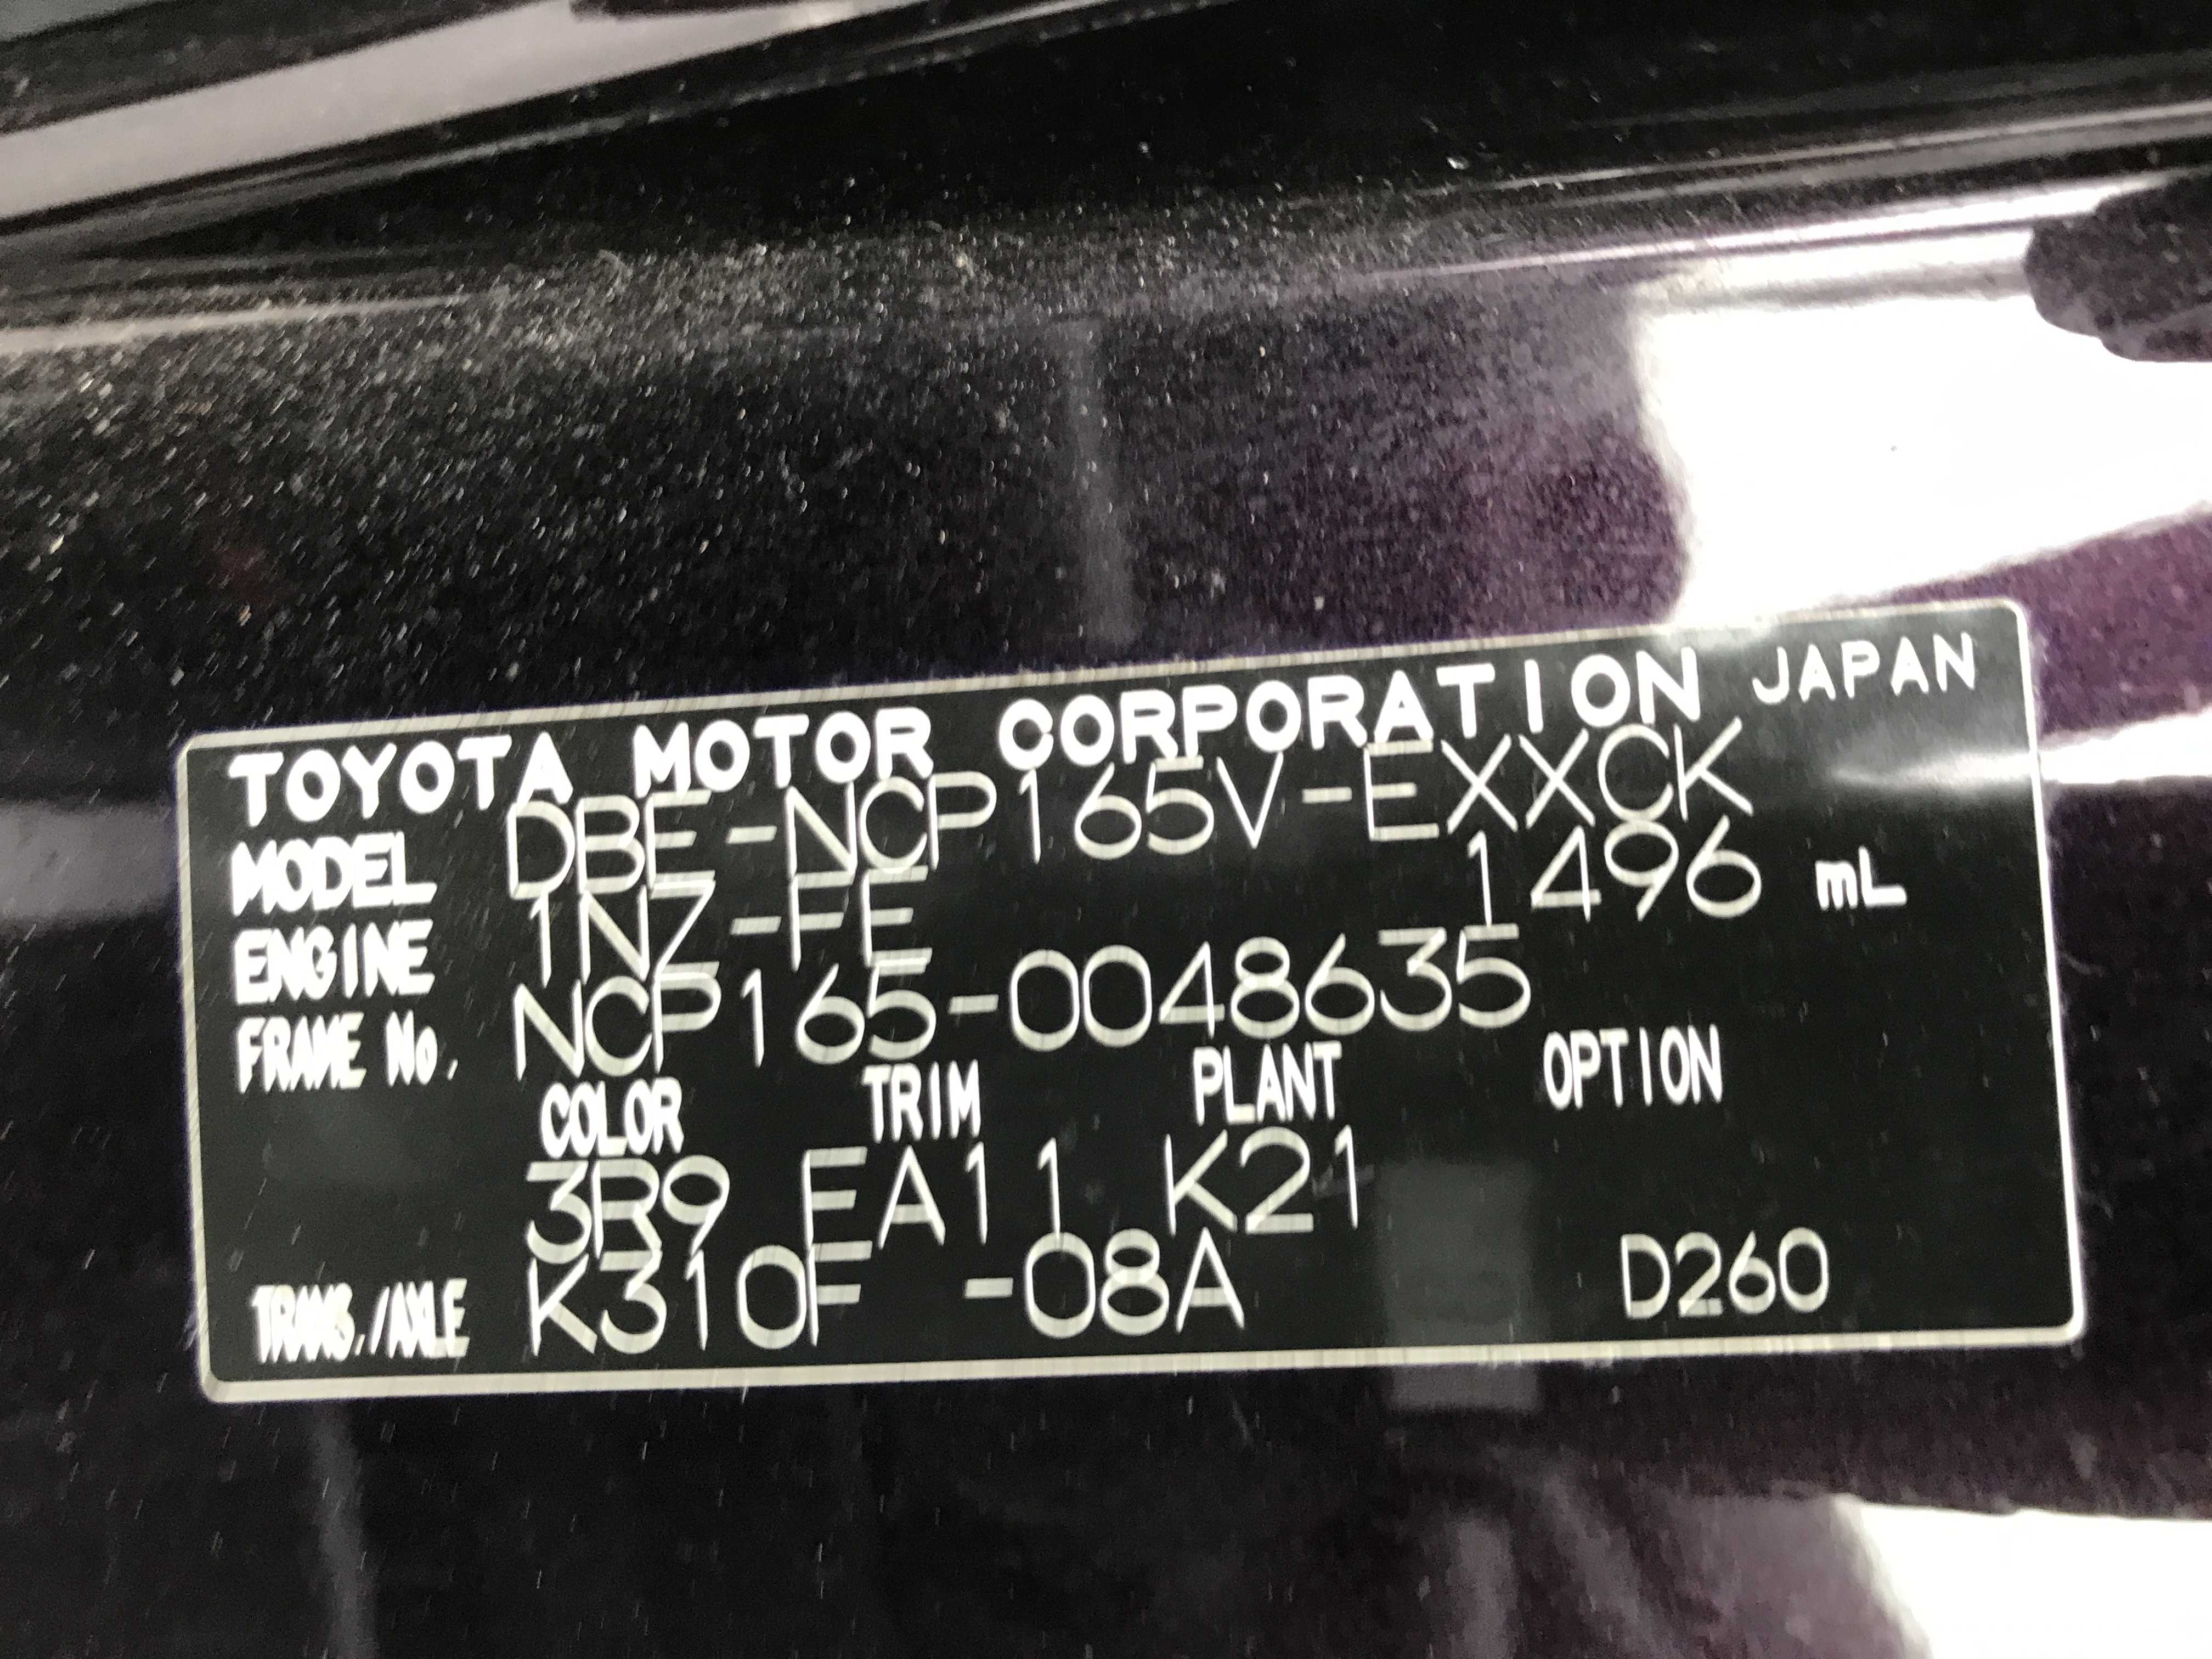 TOYOTA MOTOR CORPORATION JAPAN
MODEL DBE-NCP165V-EXXCK
ENGINE 1NZ-FE 1496 mL
FRAME No. NCP165-0048635
COLOR TRIM PLANT OPTION
3R9 EA11 K21
TRANS./AXLE K310F -08A D260